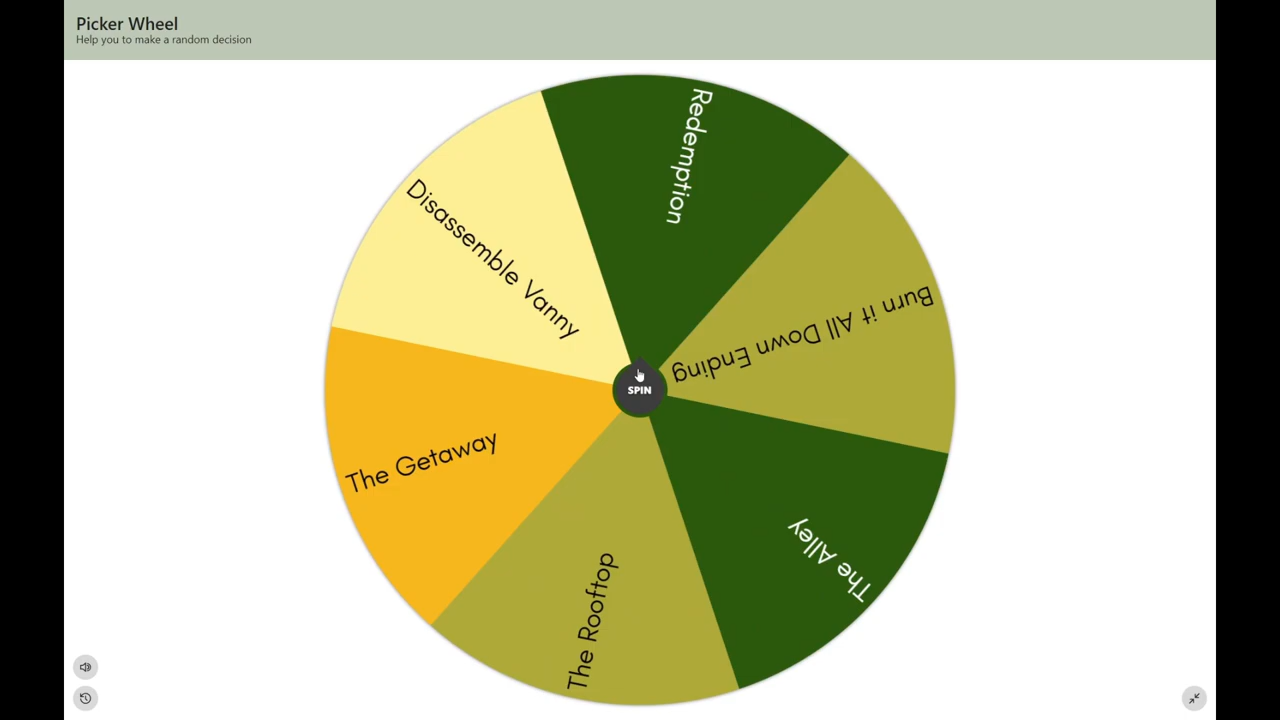 Picker Wheel
Help you to make a random decision
Redemption
Burn it All Down Ending
The Alley
The Rooftop
The Getaway
Disassemble Vanny
SPIN